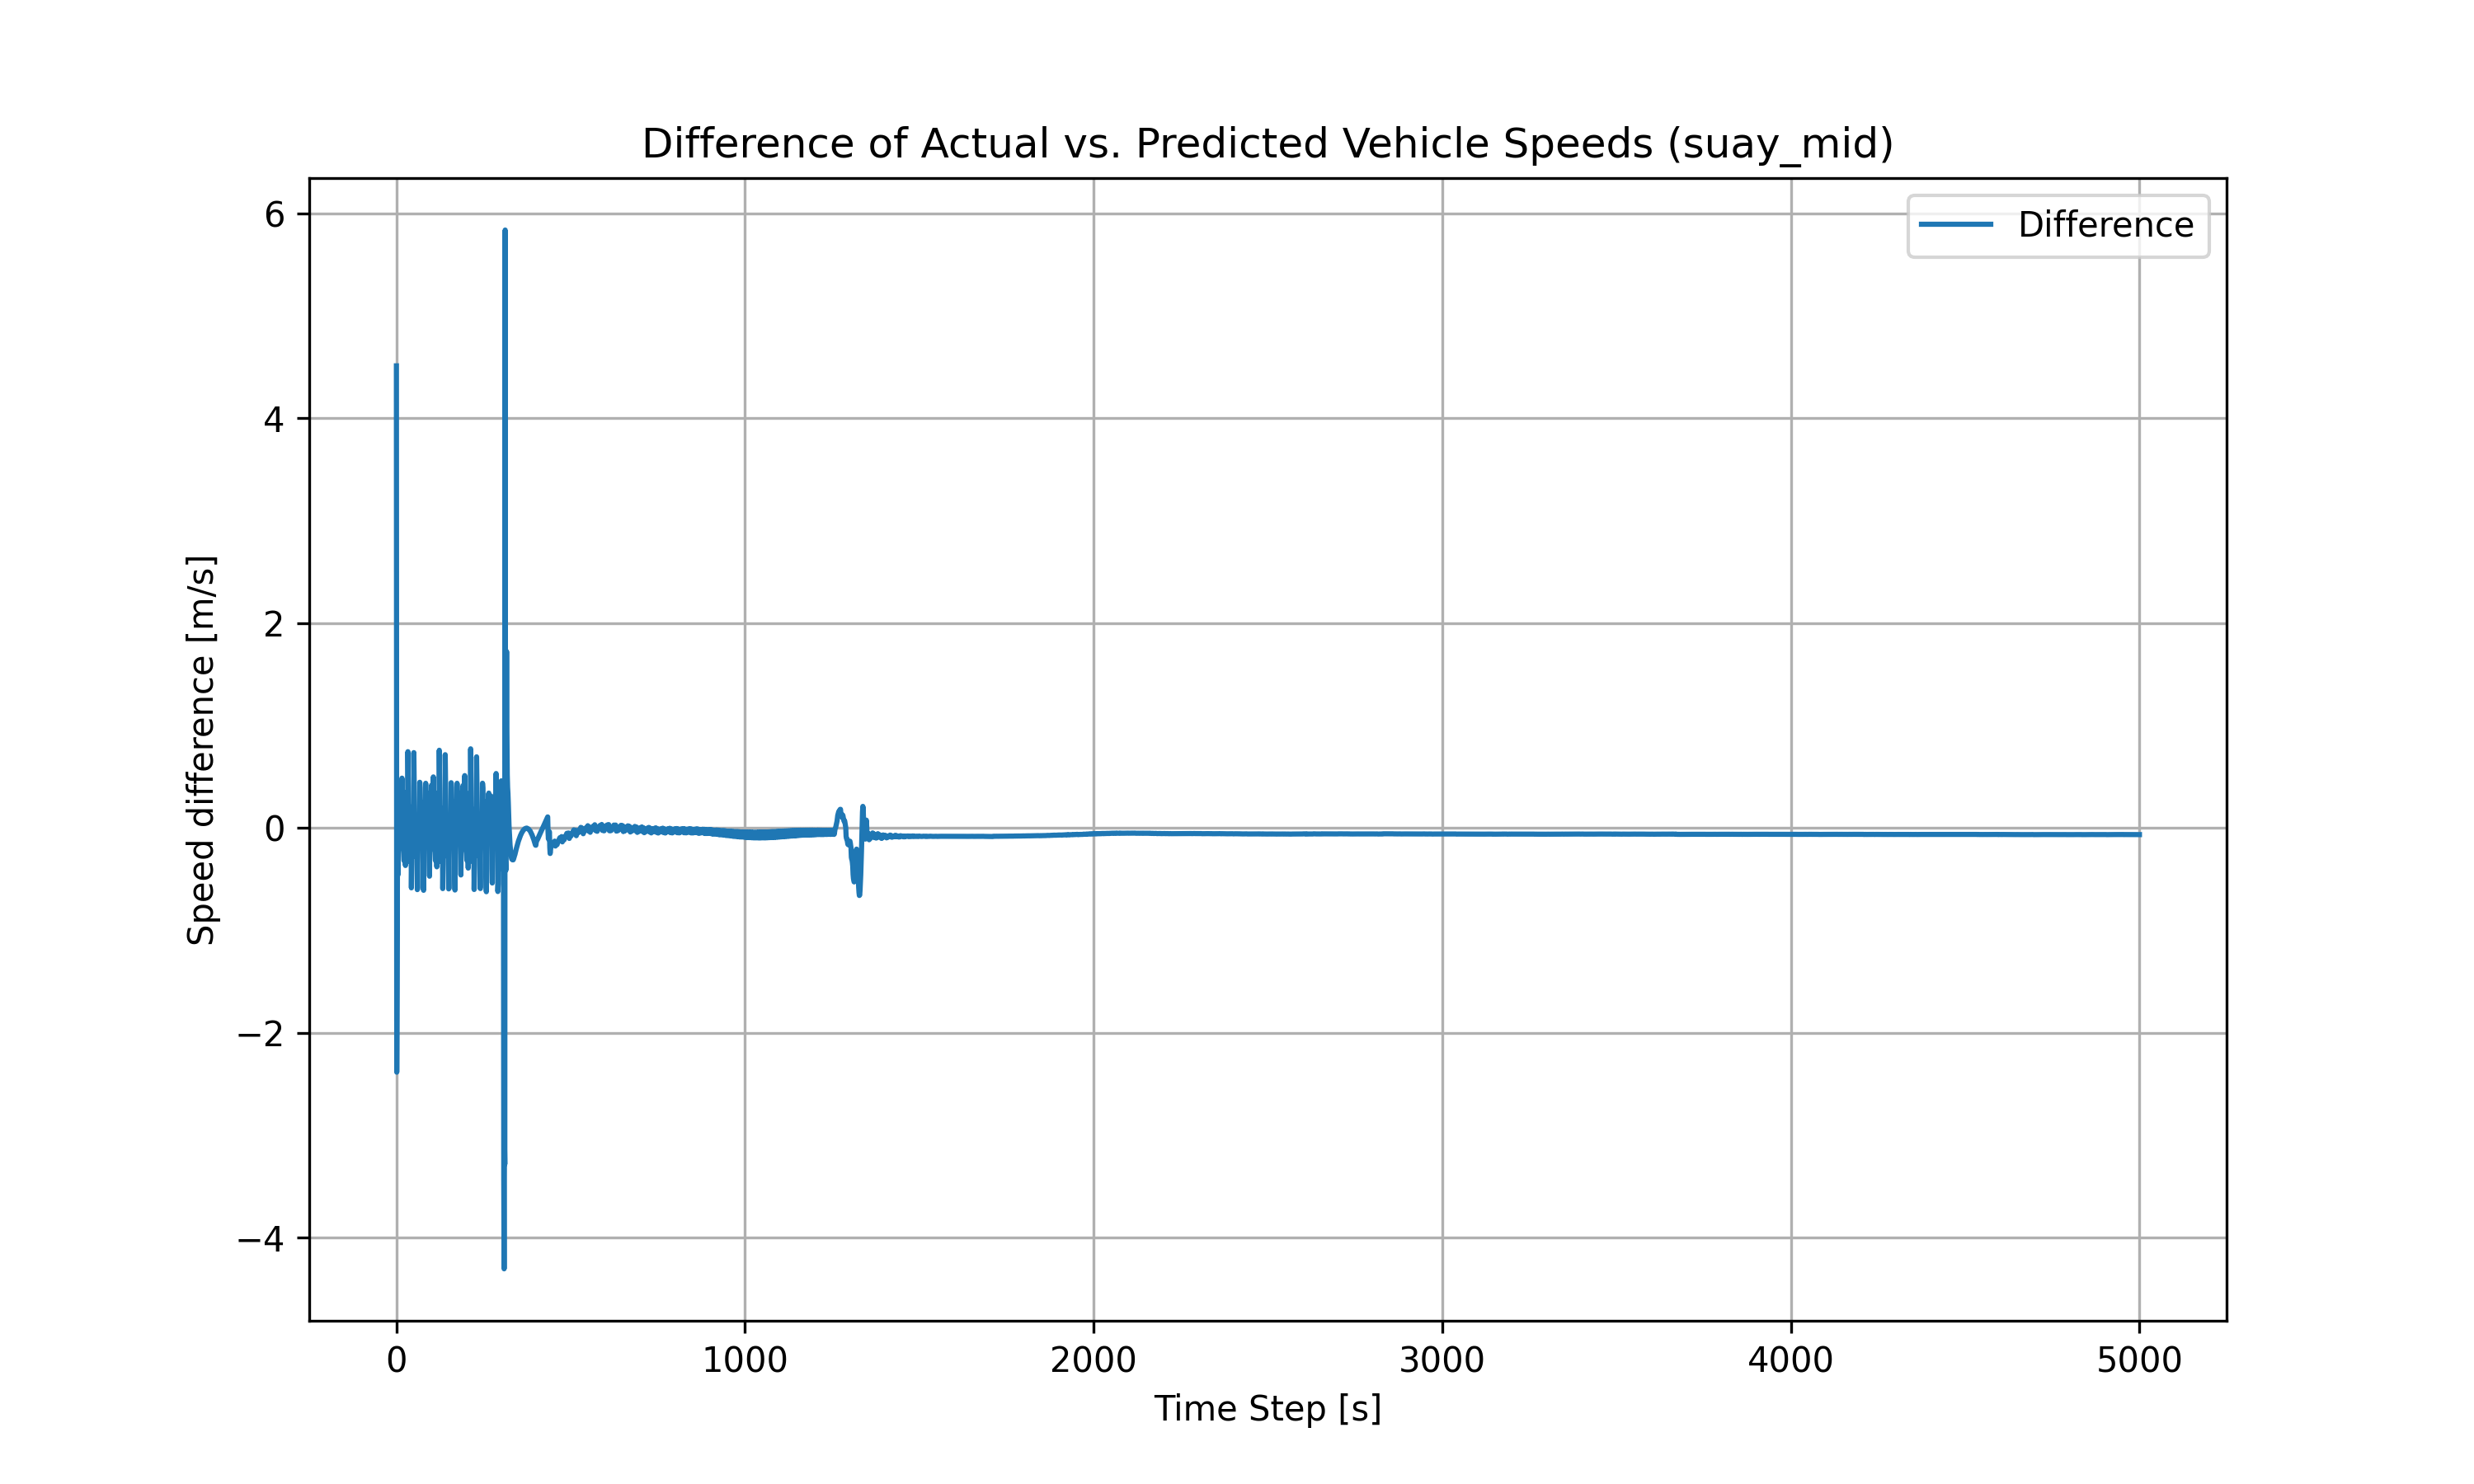 Difference of Actual vs. Predicted Vehicle Speeds (suay_mid)
Difference
6
4
2
0
−2
−4
Speed difference [m/s]
0 1000 2000 3000 4000 5000
Time Step [s]